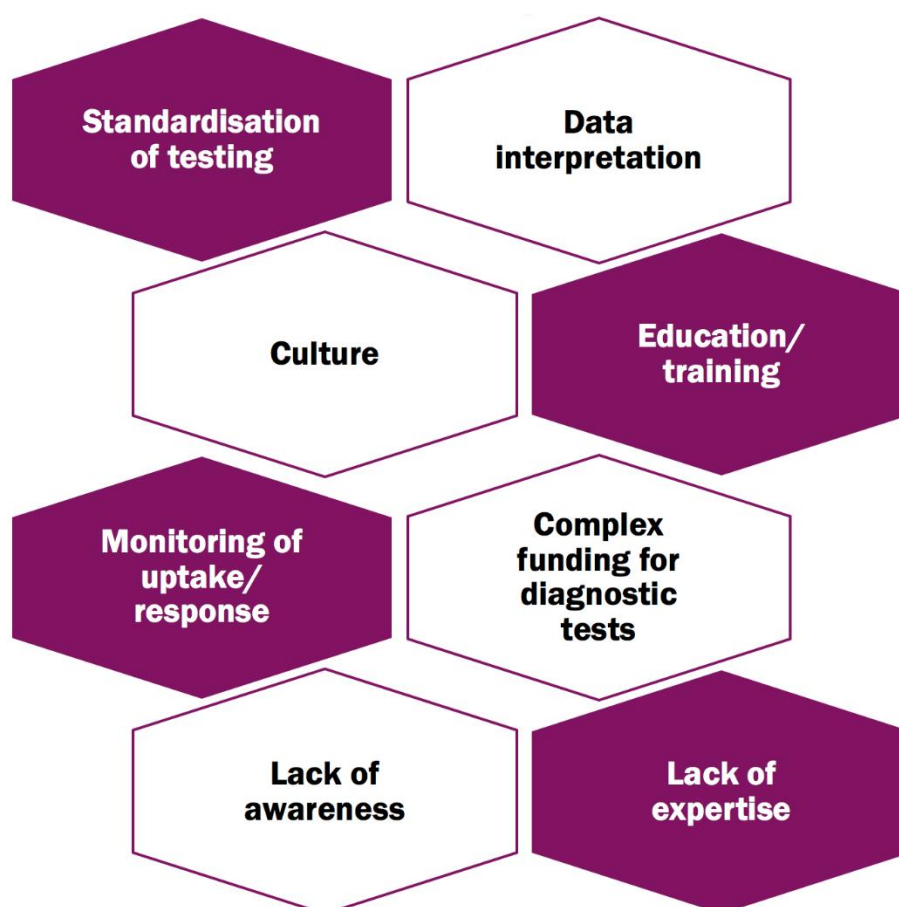 Standardisation
of testing
Data
interpretation
Culture
Education/
training
Monitoring of
uptake/
response
Complex
funding for
diagnostic
tests
Lack of
awareness
Lack of
expertise